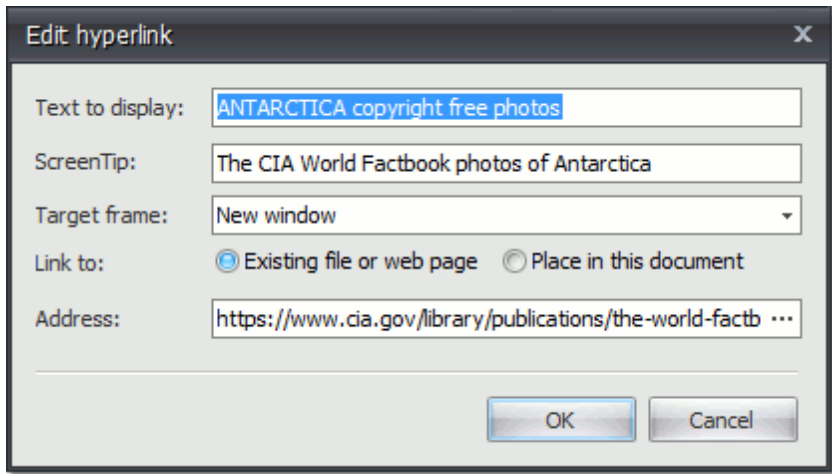 Edit hyperlink
Text to display: ANTARCTICA copyright free photos
ScreenTip: The CIA World Factbook photos of Antarctica
Target frame: New window
Link to: Existing file or web page Place in this document
Address: https://www.cia.gov/library/publications/the-world-factb ...
OK Cancel